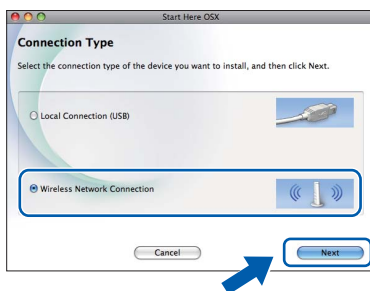 Start Here OSX
Connection Type
Select the connection type of the device you want to install, and then click Next.
Local Connection (USB)
Wireless Network Connection
Cancel
Next